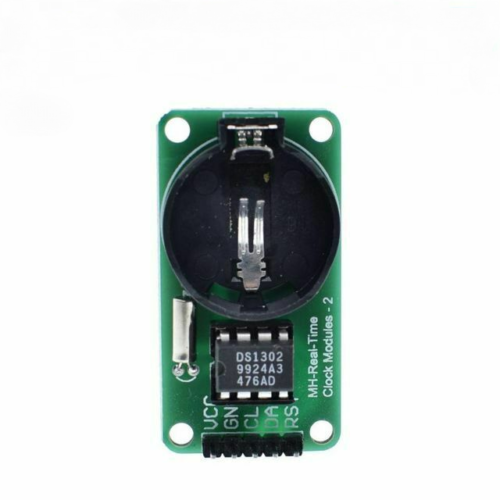 MH-Real-Time
Clock Modules - 2
DS1302
9924A3
476AD
VCC
GN
CL
DA
RS